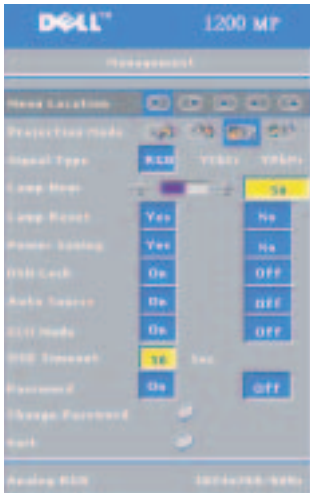 DELL™ 1200 MP
Management
Menu Location
Projection Mode
Signal Type RGB YCbCr YPbPr
Lamp Hour 50
Lamp Reset Yes No
Power Saving Yes No
OSD Lock On Off
Auto Source On Off
ECO Mode On Off
OSD Timeout 50 Sec
Password On Off
Change Password
Exit
Analog RGB